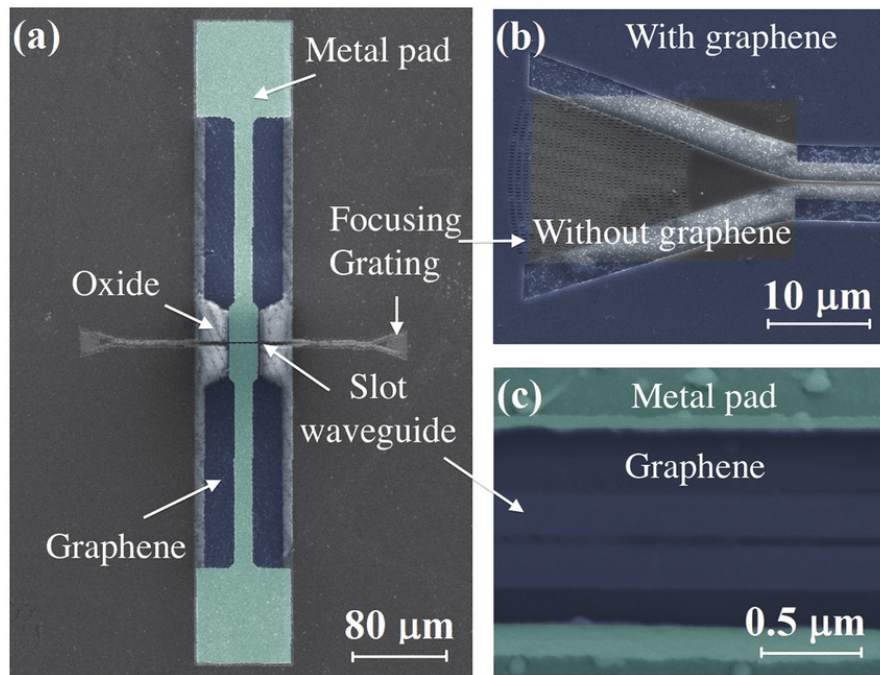 (a)
Metal pad
Focusing
Grating
Oxide
Slot
waveguide
Graphene
80 μm
(b)
With graphene
Without graphene
10 μm
(c)
Metal pad
Graphene
0.5 μm